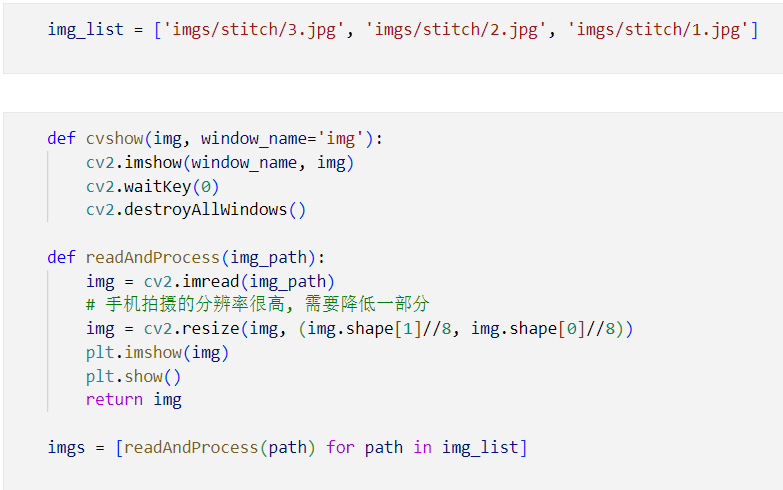 img_list = ['imgs/stitch/3.jpg', 'imgs/stitch/2.jpg', 'imgs/stitch/1.jpg']
def cvshow(img, window_name='img'):
cv2.imshow(window_name, img)
cv2.waitKey(0)
cv2.destroyAllWindows()
def readAndProcess(img_path):
img = cv2.imread(img_path)
# 手机拍摄的分辨率很高, 需要降低一部分
img = cv2.resize(img, (img.shape[1]//8, img.shape[0]//8))
plt.imshow(img)
plt.show()
return img
imgs = [readAndProcess(path) for path in img_list]